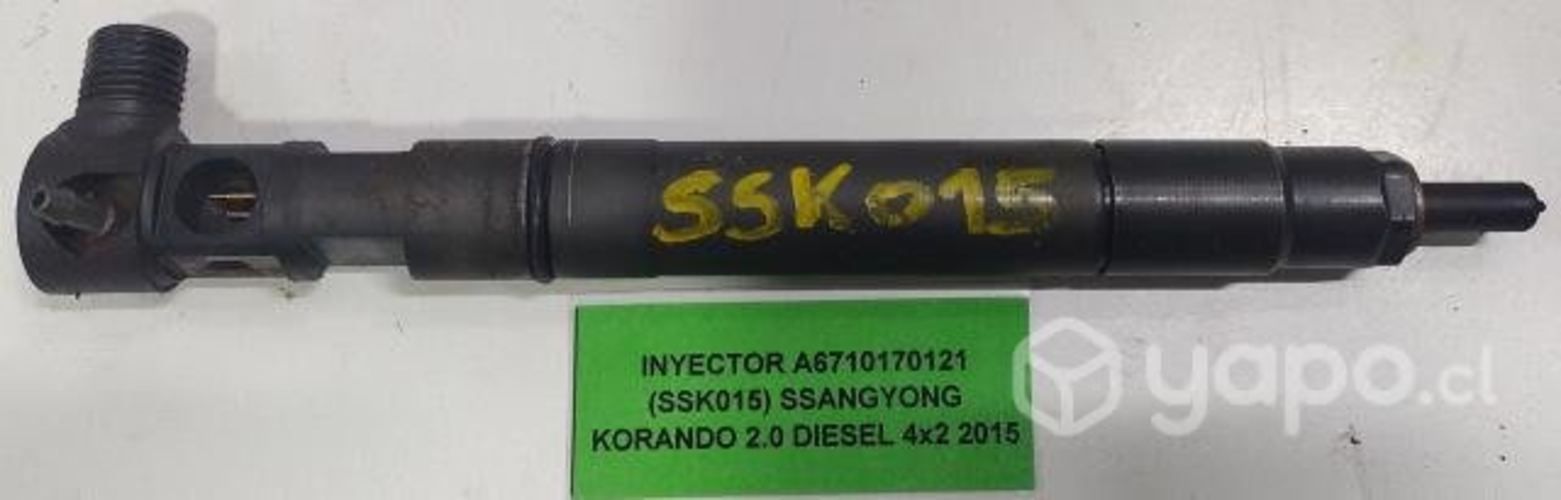 SSK015
INYECTOR A6710170121
(SSK015) SSANGYONG
KORANDO 2.0 DIESEL 4x2 2015
yapo.cl